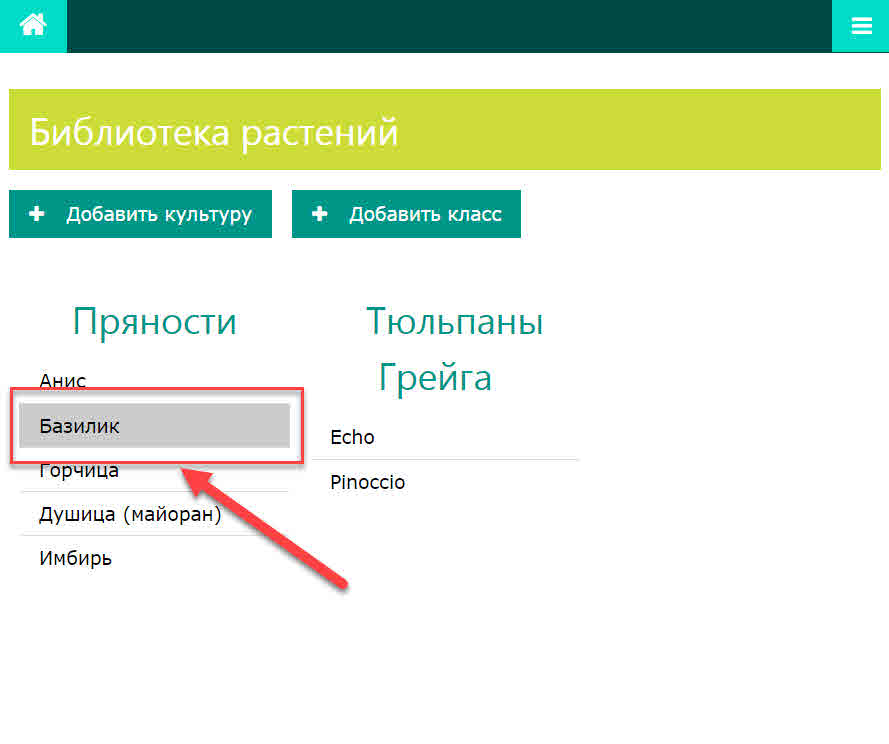 Библиотека растений
Добавить культуру
Добавить класс
Пряности
Анис
Базилик
Горчица
Душица (майоран)
Имбирь
Тюльпаны
Грейга
Echo
Pinoccio